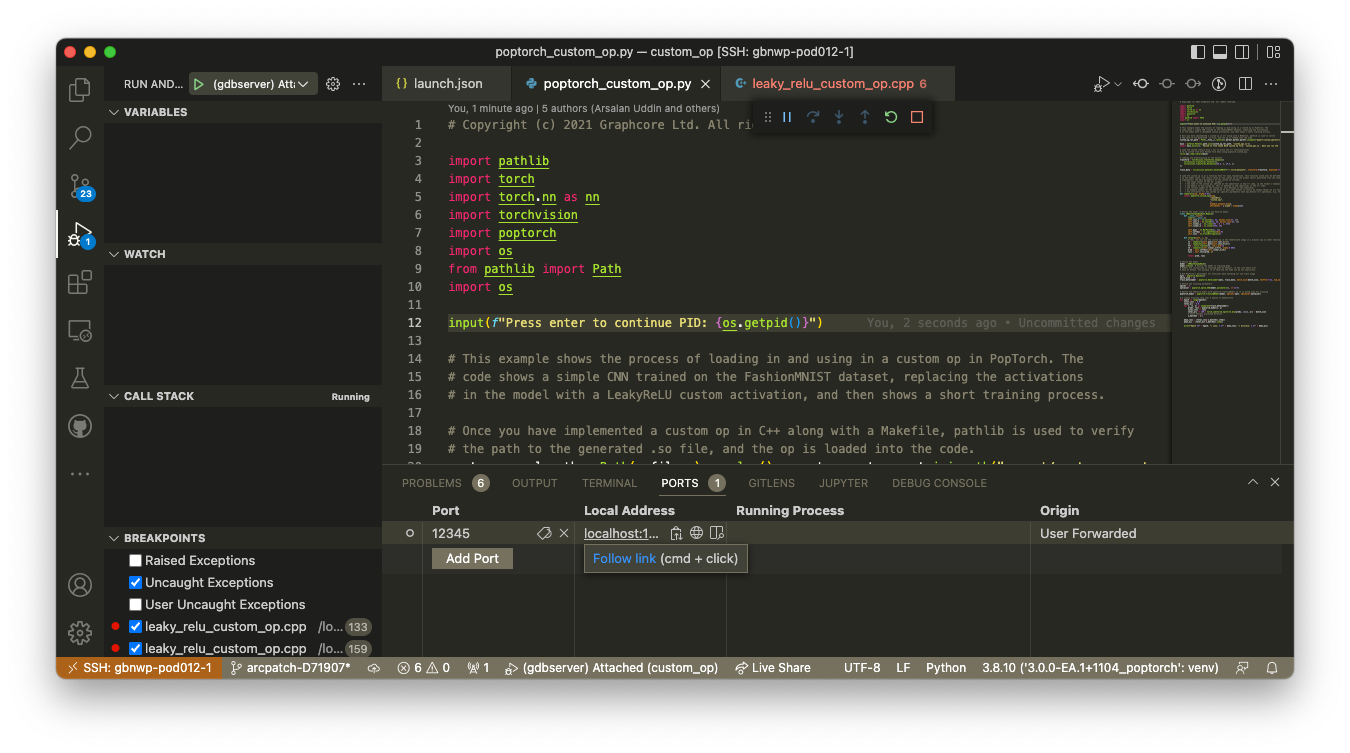 poptorch_custom_op.py — custom_op [SSH: gbnwp-pod012-1]
RUN AND... (gdbserver) Atta
launch.json
poptorch_custom_op.py
leaky_relu_custom_op.cpp 6
VARIABLES
WATCH
CALL STACK Running
BREAKPOINTS
Raised Exceptions
Uncaught Exceptions
User Uncaught Exceptions
leaky_relu_custom_op.cpp /lo... 133
leaky_relu_custom_op.cpp /lo... 159
23
1
You, 1 minute ago | 5 authors (Arsalan Uddin and others)
1 # Copyright (c) 2021 Graphcore Ltd. All ri
2
3 import pathlib
4 import torch
5 import torch.nn as nn
6 import torchvision
7 import poptorch
8 import os
9 from pathlib import Path
10 import os
11
12 input(f"Press enter to continue PID: {os.getpid()}") You, 2 seconds ago • Uncommitted changes
13
14 # This example shows the process of loading in and using in a custom op in PopTorch. The
15 # code shows a simple CNN trained on the FashionMNIST dataset, replacing the activations
16 # in the model with a LeakyReLU custom activation, and then shows a short training process.
17
18 # Once you have implemented a custom op in C++ along with a Makefile, pathlib is used to verify
19 # the path to the generated .so file, and the op is loaded into the code.
PROBLEMS 6 OUTPUT TERMINAL PORTS 1 GITLENS JUPYTER DEBUG CONSOLE
Port Local Address Running Process Origin
12345 localhost:1... User Forwarded
Add Port
Follow link (cmd + click)
SSH: gbnwp-pod012-1 arcpatch-D71907* 6 0 1 (gdbserver) Attached (custom_op) Live Share UTF-8 LF Python 3.8.10 ('3.0.0-EA.1+1104_poptorch': venv)